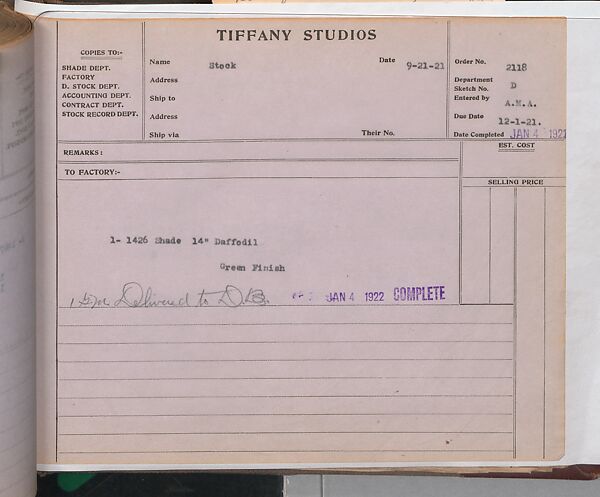 TIFFANY STUDIOS
COPIES TO:-
SHADE DEPT.
FACTORY
D. STOCK DEPT.
ACCOUNTING DEPT.
CONTRACT DEPT.
STOCK RECORD DEPT.
Name Stock Date 9-21-21
Address
Ship to
Address
Ship via Their No.
Order No. 2118
Department
Sketch No. D
Entered by A.M.A.
Due Date 12-1-21.
Date Completed JAN 4 1922
REMARKS:
EST. COST
TO FACTORY:-
SELLING PRICE
1- 1426 Shade 14" Daffodil
Green Finish
Delivered to JAN 4 1922 COMPLETE